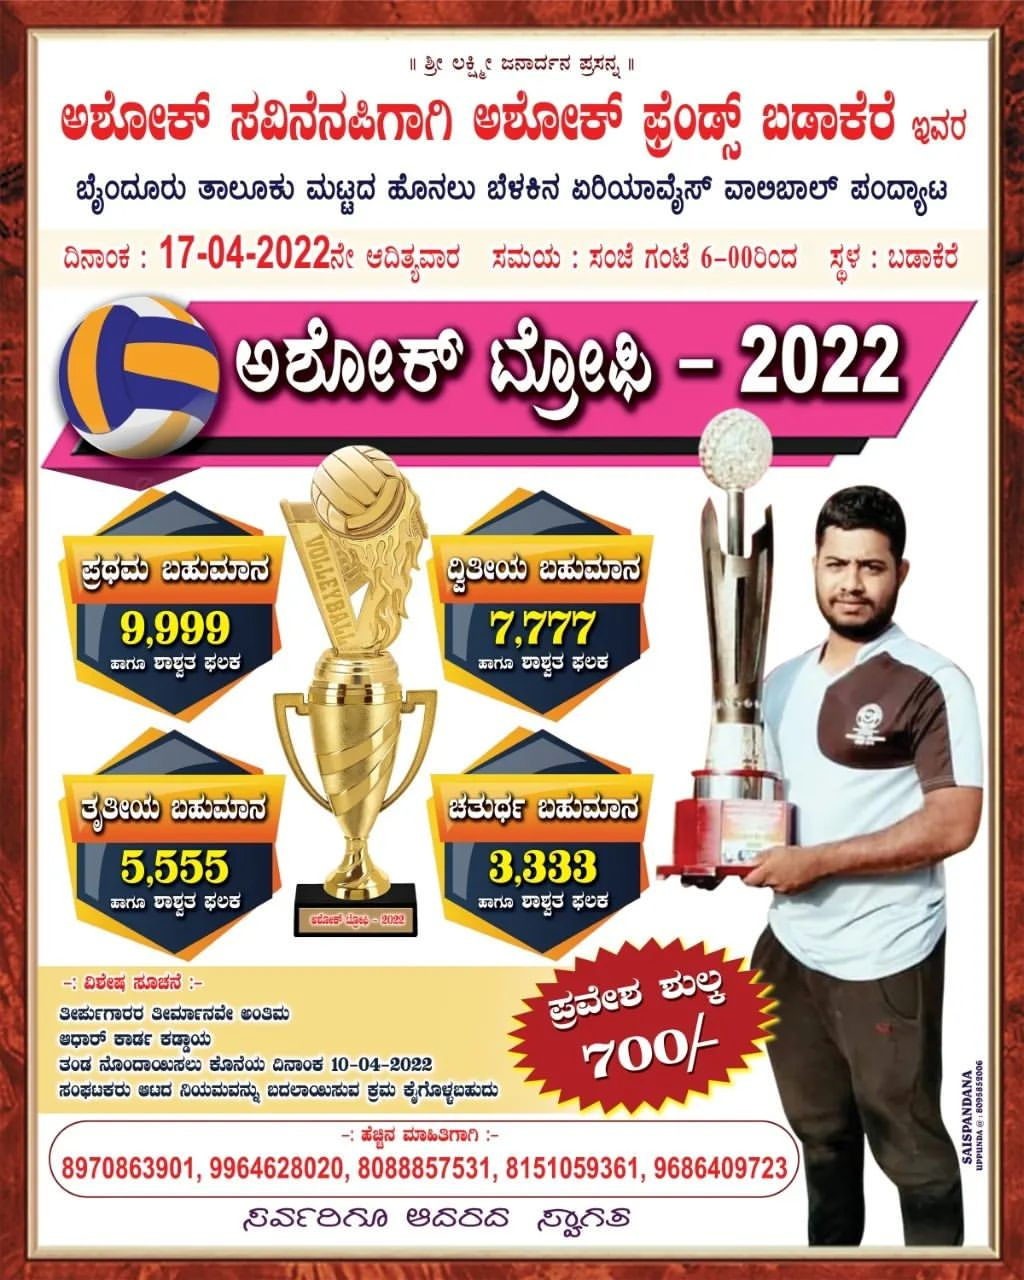 ॥ ಶ್ರೀ ಲಕ್ಷ್ಮೀ ಜನಾರ್ದನ ಪ್ರಸನ್ನ ॥
ಅಶೋಕ್ ಸವಿನೆನಪಿಗಾಗಿ ಅಶೋಕ್ ಫ್ರೆಂಡ್ಸ್ ಬಡಾಕೆರೆ ಇವರ
ಬೈಂದೂರು ತಾಲೂಕು ಮಟ್ಟದ ಹೊನಲು ಬೆಳಕಿನ ಏರಿಯಾವೈಸ್ ವಾಲಿಬಾಲ್ ಪಂದ್ಯಾಟ
ದಿನಾಂಕ : 17-04-2022ನೇ ಆದಿತ್ಯವಾರ ಸಮಯ : ಸಂಜೆ ಗಂಟೆ 6-00ರಿಂದ ಸ್ಥಳ : ಬಡಾಕೆರೆ
ಅಶೋಕ್ ಟ್ರೋಫಿ - 2022
VOLLEYBALL
ಪ್ರಥಮ ಬಹುಮಾನ
9,999
ಹಾಗೂ ಶಾಶ್ವತ ಫಲಕ
ದ್ವಿತೀಯ ಬಹುಮಾನ
7,777
ಹಾಗೂ ಶಾಶ್ವತ ಫಲಕ
ತೃತೀಯ ಬಹುಮಾನ
5,555
ಹಾಗೂ ಶಾಶ್ವತ ಫಲಕ
ಚತುರ್ಥ ಬಹುಮಾನ
3,333
ಹಾಗೂ ಶಾಶ್ವತ ಫಲಕ
ಅಶೋಕ್ ಟ್ರೋಫಿ - 2022
-: ವಿಶೇಷ ಸೂಚನೆ :-
ತೀರ್ಪುಗಾರರ ತೀರ್ಮಾನವೇ ಅಂತಿಮ
ಆಧಾರ್ ಕಾರ್ಡ ಕಡ್ಡಾಯ
ತಂಡ ನೊಂದಾಯಿಸಲು ಕೊನೆಯ ದಿನಾಂಕ 10-04-2022
ಸಂಘಟಕರು ಆಟದ ನಿಯಮವನ್ನು ಬದಲಾಯಿಸುವ ಕ್ರಮ ಕೈಗೊಳ್ಳಬಹುದು
ಪ್ರವೇಶ ಶುಲ್ಕ
700/-
-: ಹೆಚ್ಚಿನ ಮಾಹಿತಿಗಾಗಿ :-
8970863901, 9964628020, 8088857531, 8151059361, 9686409723
ಸರ್ವರಿಗೂ ಆದರದ ಸ್ವಾಗತ
SAISPANDANA
UPPUNDA @ : 8095852006